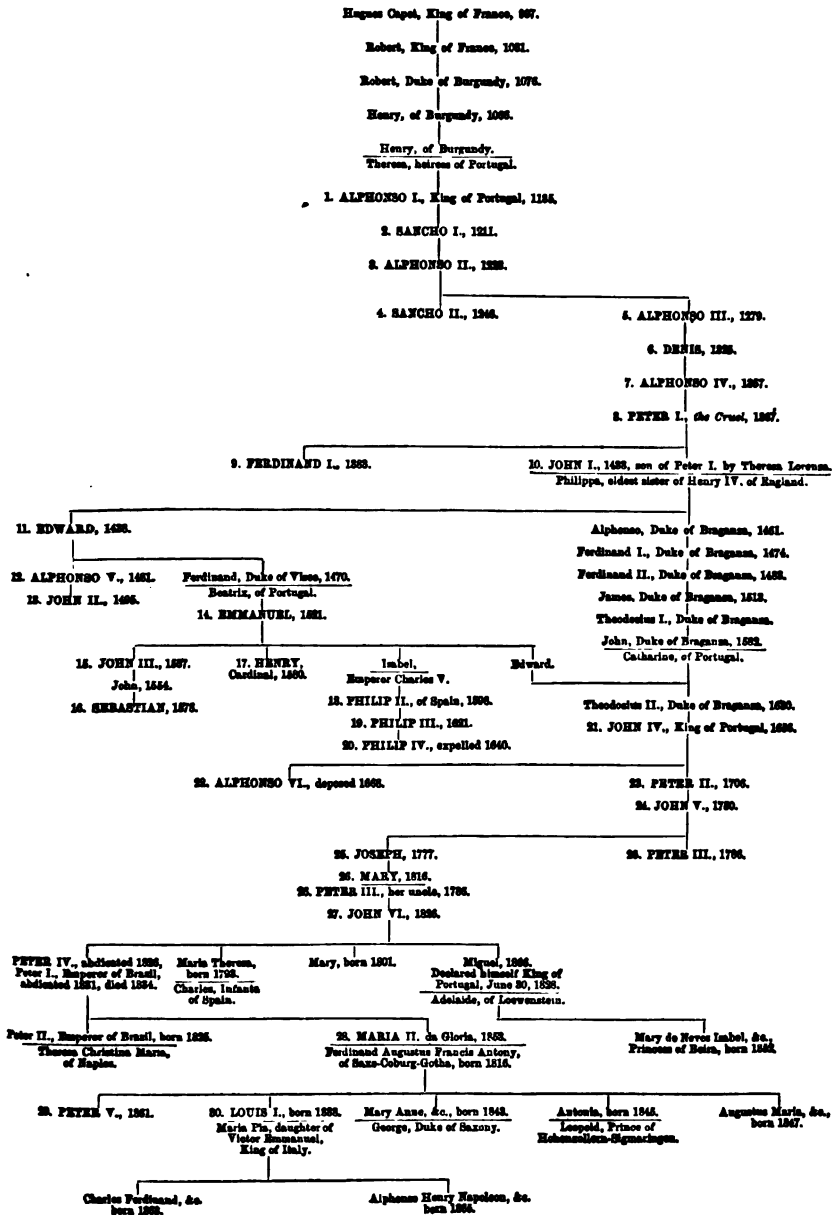 Hugues Capet, King of France, 987.
Robert, King of France, 1031.
Robert, Duke of Burgundy, 1076.
Henry, of Burgundy, 1066.
Henry, of Burgundy.
Theresa, heiress of Portugal.
1. ALPHONSO I., King of Portugal, 1185.
2. SANCHO I., 1211.
3. ALPHONSO II., 1223.
4. SANCHO II., 1248.
5. ALPHONSO III., 1279.
6. DENIS, 1325.
7. ALPHONSO IV., 1357.
8. PETER I., the Cruel, 1367.
9. FERDINAND I., 1383.
10. JOHN I., 1433, son of Peter I. by Theresa Lorenza.
Philippa, eldest sister of Henry IV. of England.
11. EDWARD, 1438.
Alphonso, Duke of Braganza, 1461.
Ferdinand I., Duke of Braganza, 1474.
12. ALPHONSO V., 1481.
Ferdinand, Duke of Viseo, 1470.
Ferdinand II., Duke of Braganza, 1483.
13. JOHN II., 1495.
Beatrix, of Portugal.
James, Duke of Braganza,
14. EMMANUEL, 1521.
Theodosius I., Duke of Braganza.
John, Duke of Braganza, 1582.
15. JOHN III., 1557.
17. HENRY,
Isabel,
Edward.
Catharine, of Portugal.
Cardinal, 1580.
Emperor Charles V.
John, 1554.
16. SEBASTIAN, 1578.
18. PHILIP II., of Spain, 1598.
Theodosius II., Duke of Braganza, 1630.
19. PHILIP III., 1621.
21. JOHN IV., King of Portugal, 1656.
20. PHILIP IV., expelled 1640.
22. ALPHONSO VI., deposed 1668.
23. PETER II., 1706.
24. JOHN V., 1750.
25. JOSEPH, 1777.
26. PETER III., 1786.
26. MARY, 1816.
26. PETER III., her uncle, 1786.
27. JOHN VI., 1826.
PETER IV., abdicated 1826,
Peter I., Emperor of Brazil,
abdicated 1831, died 1834.
Maria Theresa,
born 1793.
Charles, Infanta
of Spain.
Mary, born 1801.
Miguel, 1866.
Declared himself King of
Portugal, June 30, 1828.
Adelaide, of Loewenstein.
Peter II., Emperor of Brazil, born 1825.
Theresa Christina Maria,
of Naples.
28. MARIA II. da Gloria, 1853.
Ferdinand Augustus Francis Antony,
of Saxe-Coburg-Gotha, born 1816.
Mary de Neves Isabel, &c.,
Princess of Beira, born 1852.
29. PETER V., 1861.
30. LOUIS I., born 1838.
Maria Pia, daughter of
Victor Emmanuel,
King of Italy.
Mary Anne, &c., born 1843.
George, Duke of Saxony.
Antonia, born 1845.
Leopold, Prince of
Hohenzollern-Sigmaringen.
Augustus Maria, &c.,
born 1847.
Charles Ferdinand, &c.
born 1863.
Alphonso Henry Napoleon, &c.
born 1865.